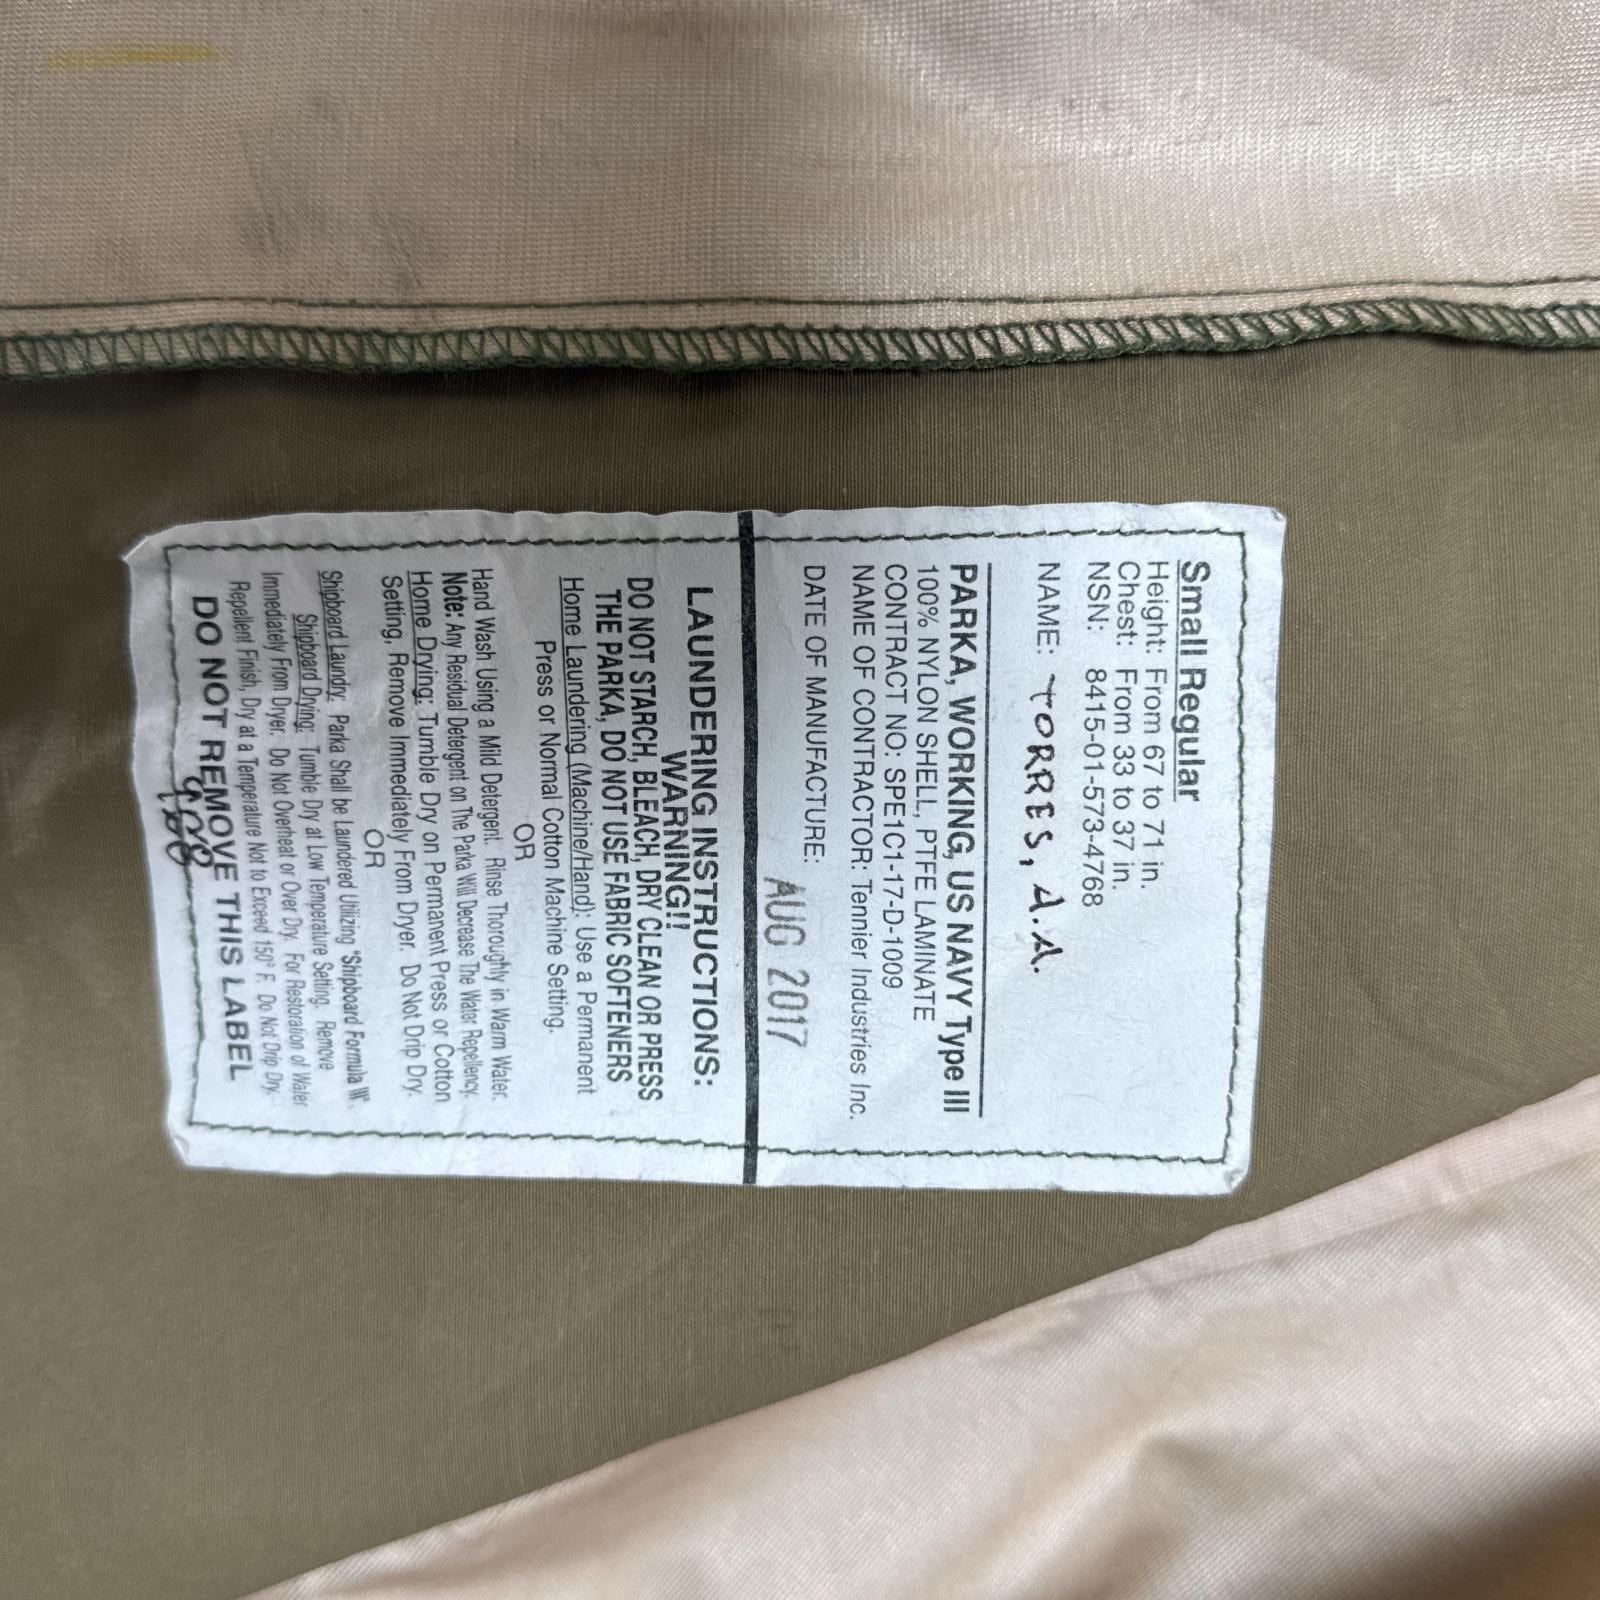 Small Regular
Height: From 67 to 71 in.
Chest: From 33 to 37 in.
NSN: 8415-01-573-4768
NAME: TORRES, A.A.
PARKA, WORKING, US NAVY Type III
100% NYLON SHELL, PTFE LAMINATE
CONTRACT NO: SPE1C1-17-D-1009
NAME OF CONTRACTOR: Tennier Industries Inc.
DATE OF MANUFACTURE: AUG 2017
LAUNDERING INSTRUCTIONS:
WARNING!!
DO NOT STARCH, BLEACH, DRY CLEAN OR PRESS
THE PARKA, DO NOT USE FABRIC SOFTENERS
Home Laundering (Machine/Hand): Use a Permanent
Press or Normal Cotton Machine Setting.
OR
Hand Wash Using a Mild Detergent. Rinse Thoroughly in Warm Water.
Note: Any Residual Detergent on The Parka Will Decrease The Water Repellency.
Home Drying: Tumble Dry on Permanent Press or Cotton
Setting, Remove Immediately From Dryer. Do Not Drip Dry.
OR
Shipboard Laundry: Parka Shall be Laundered Utilizing "Shipboard Formula III".
Shipboard Drying: Tumble Dry at Low Temperature Setting. Remove
Immediately From Dryer. Do Not Overheat or Over Dry. For Restoration of Water
Repellent Finish, Dry at a Temperature Not to Exceed 150° F. Do Not Drip Dry.
DO NOT REMOVE THIS LABEL